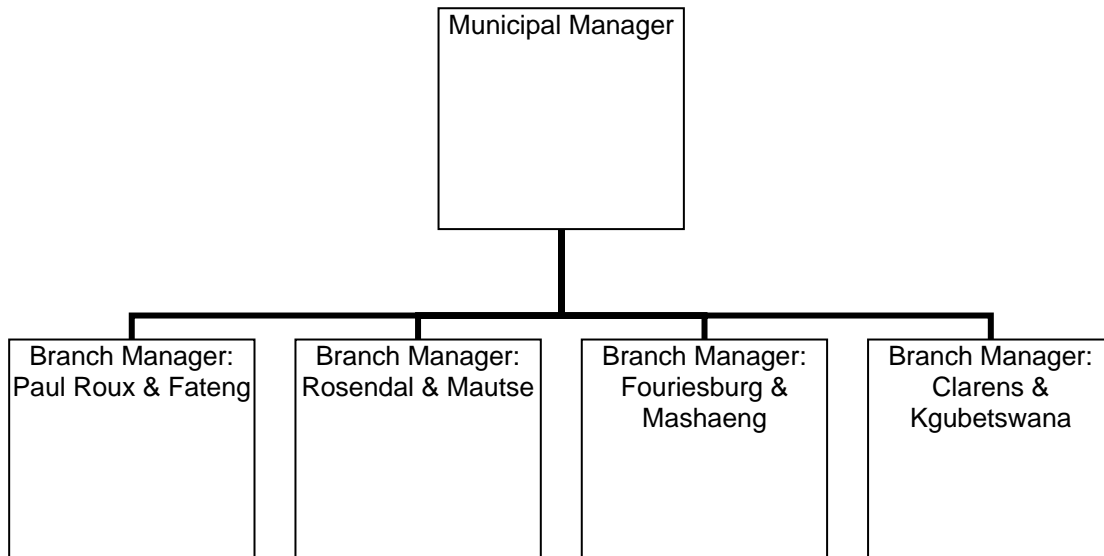 Municipal Manager
Branch Manager:
Paul Roux & Fateng
Branch Manager:
Rosendal & Mautse
Branch Manager:
Fouriesburg &
Mashaeng
Branch Manager:
Clarens &
Kgubetswana